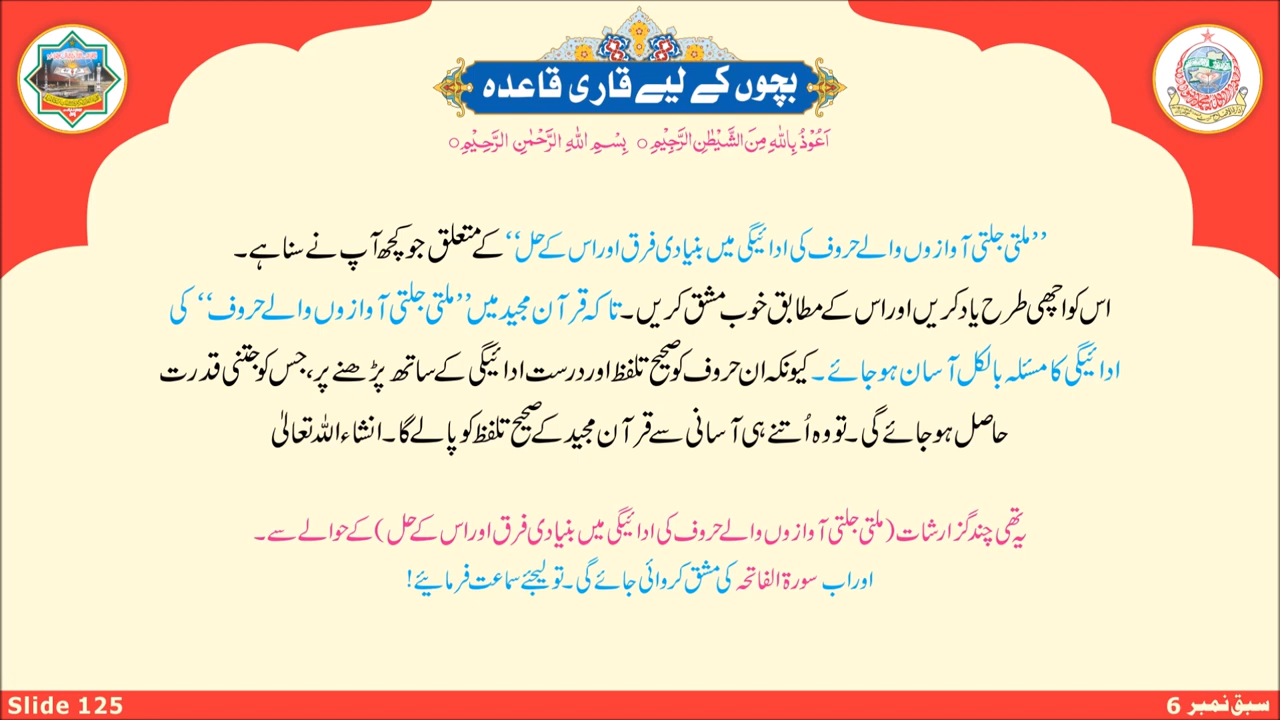 بچوں کے لیے قاری قاعدہ
اَعُوْذُ بِاللّٰهِ مِنَ الشَّيْطٰنِ الرَّجِيْمِ○ بِسْمِ اللّٰهِ الرَّحْمٰنِ الرَّحِيْمِ○
”ملتی جلتی آوازوں والے حروف کی ادائیگی میں بنیادی فرق اور اس کے حل“ کے متعلق جو کچھ آپ نے سنا ہے۔
اس کو اچھی طرح یاد کریں اور اس کے مطابق خوب مشق کریں۔ تاکہ قرآن مجید میں ”ملتی جلتی آوازوں والے حروف“ کی
ادائیگی کا مسئلہ بالکل آسان ہو جائے۔ کیونکہ ان حروف کو صحیح تلفظ اور درست ادائیگی کے ساتھ پڑھنے پر، جس کو جتنی قدرت
حاصل ہو جائے گی۔ تو وہ اُتنے ہی آسانی سے قرآن مجید کے صحیح تلفظ کو پالے گا۔ انشاء اللہ تعالیٰ
یہ تھی چند گزارشات (ملتی جلتی آوازوں والے حروف کی ادائیگی میں بنیادی فرق اور اس کے حل) کے حوالے سے۔
اور اب سورۃ الفاتحہ کی مشق کروائی جائے گی۔ تو لیجئے سماعت فرمائیے!
Slide 125
سبق نمبر 6